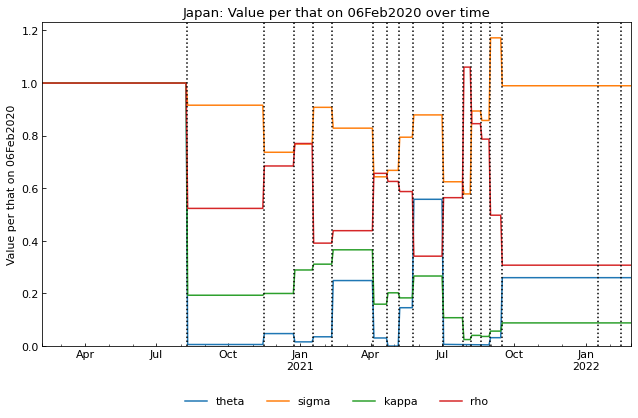 Japan: Value per that on 06Feb2020 over time
Value per that on 06Feb2020
1.2
1.0
0.8
0.6
0.4
0.2
0.0
Apr Jul Oct Jan Apr Jul Oct Jan
2021 2022
theta sigma kappa rho